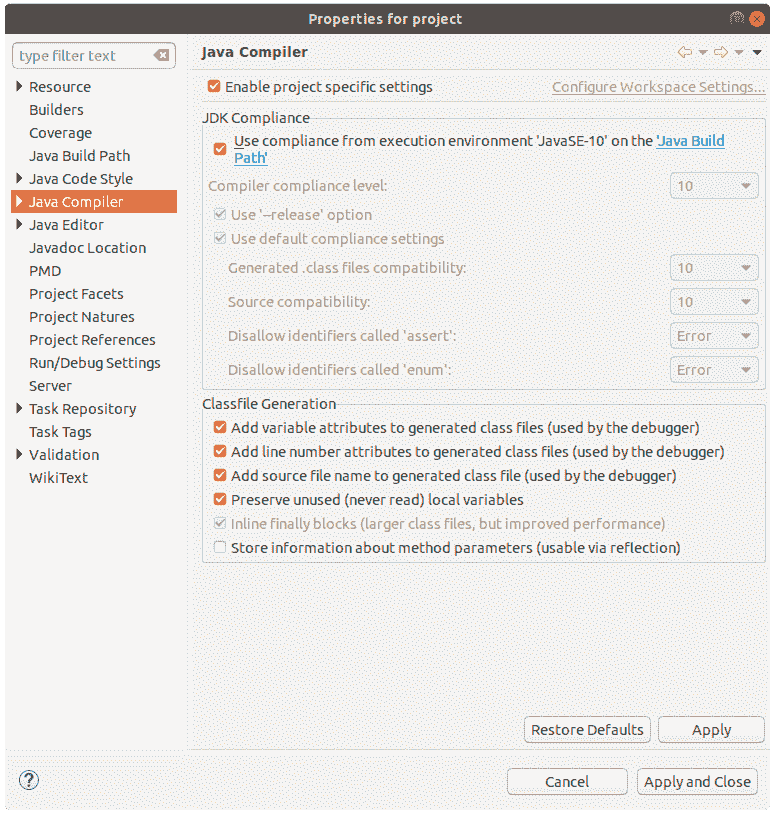 Properties for project
type filter text
Resource
Builders
Coverage
Java Build Path
Java Code Style
Java Compiler
Java Editor
Javadoc Location
PMD
Project Facets
Project Natures
Project References
Run/Debug Settings
Server
Task Repository
Task Tags
Validation
WikiText
Java Compiler
Enable project specific settings
Configure Workspace Settings...
JDK Compliance
Use compliance from execution environment 'JavaSE-10' on the 'Java Build
Path'
Compiler compliance level: 10
Use '--release' option
Use default compliance settings
Generated .class files compatibility: 10
Source compatibility: 10
Disallow identifiers called 'assert': Error
Disallow identifiers called 'enum': Error
Classfile Generation
Add variable attributes to generated class files (used by the debugger)
Add line number attributes to generated class files (used by the debugger)
Add source file name to generated class file (used by the debugger)
Preserve unused (never read) local variables
Inline finally blocks (larger class files, but improved performance)
Store information about method parameters (usable via reflection)
Restore Defaults
Apply
?
Cancel
Apply and Close